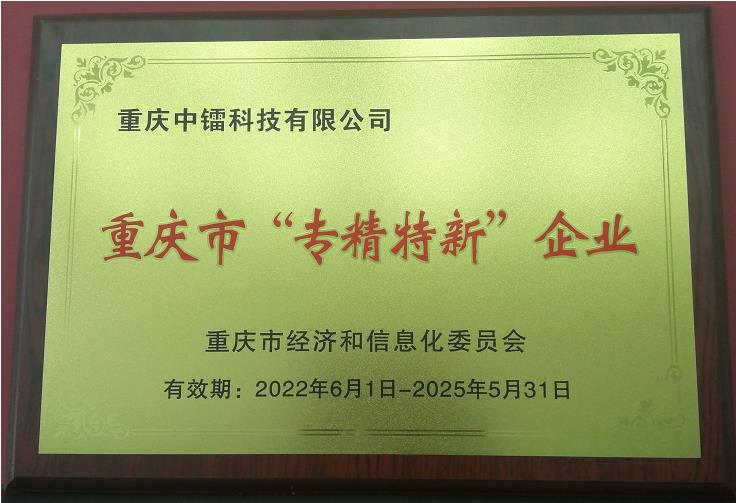 重庆中镭科技有限公司
重庆市“专精特新”企业
重庆市经济和信息化委员会
有效期：2022年6月1日-2025年5月31日